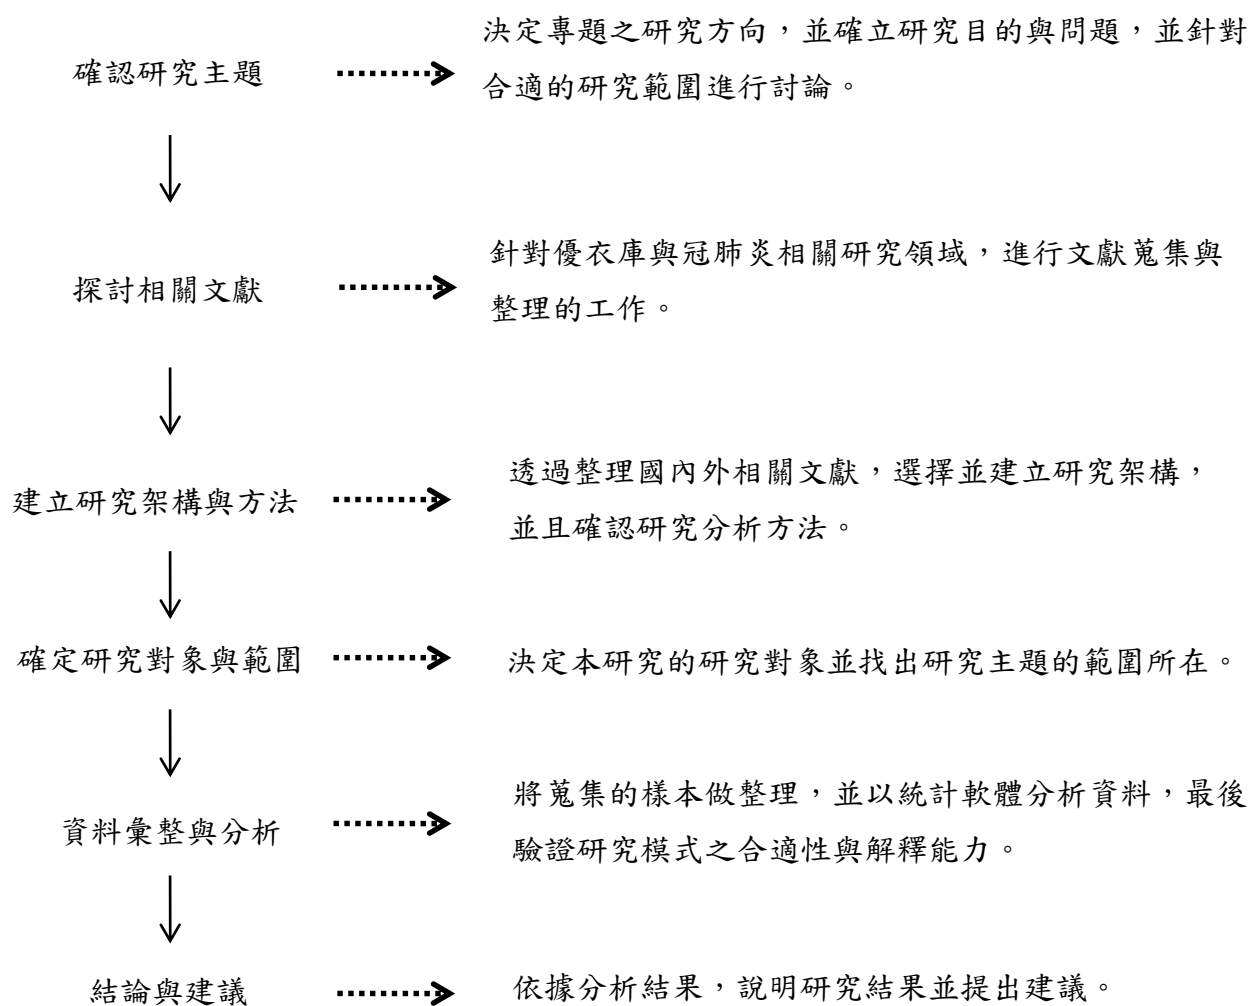 確認研究主題
決定專題之研究方向，並確立研究目的與問題，並針對
合適的研究範圍進行討論。
探討相關文獻
針對優衣庫與冠肺炎相關研究領域，進行文獻蒐集與
整理的工作。
建立研究架構與方法
透過整理國內外相關文獻，選擇並建立研究架構，
並且確認研究分析方法。
確定研究對象與範圍
決定本研究的研究對象並找出研究主題的範圍所在。
資料彙整與分析
將蒐集的樣本做整理，並以統計軟體分析資料，最後
驗證研究模式之合適性與解釋能力。
結論與建議
依據分析結果，說明研究結果並提出建議。